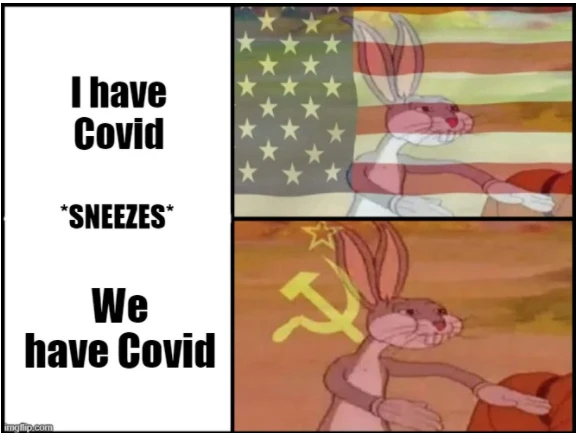 I have
Covid
*SNEEZES*
We
have Covid
imgflip.com